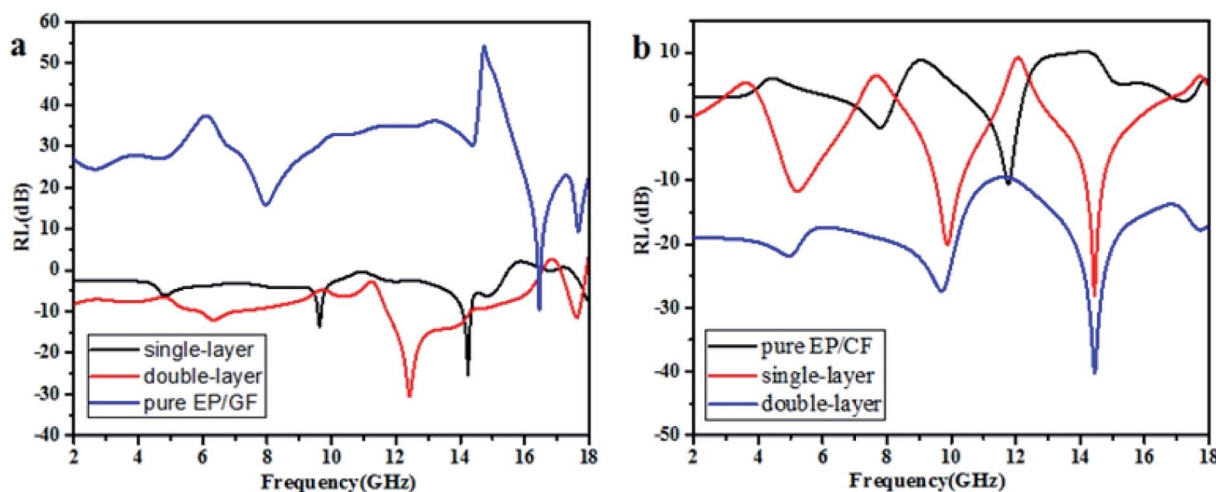 a
60
50
40
30
20
10
0
-10
-20
-30
-40
RL(dB)
single-layer
double-layer
pure EP/GF
2 4 6 8 10 12 14 16 18
Frequency(GHz)
b
10
0
-10
-20
-30
-40
-50
RL(dB)
pure EP/CF
single-layer
double-layer
2 4 6 8 10 12 14 16 18
Frequency(GHz)